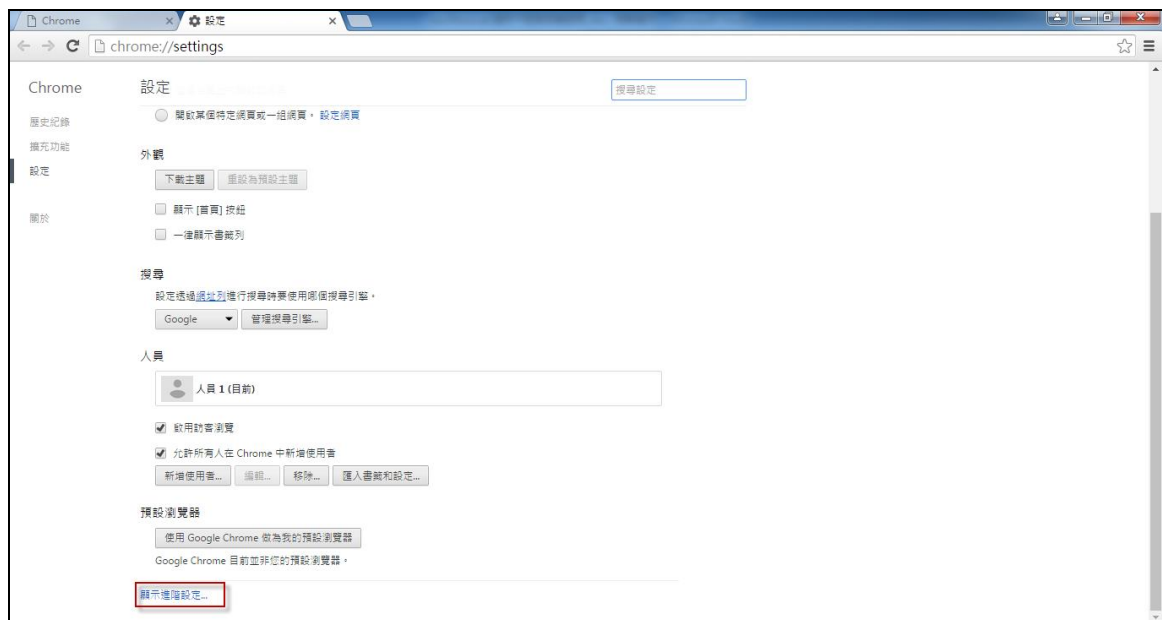 Chrome
設定
chrome://settings
Chrome
設定
搜尋設定
歷史紀錄
擴充功能
設定
關於
開啟某個特定網頁或一組網頁。 設定網頁
外觀
下載主題 重設為預設主題
顯示 [首頁] 按鈕
一律顯示書籤列
搜尋
設定透過網址列進行搜尋時要使用哪個搜尋引擎。
Google 管理搜尋引擎...
人員
人員 1 (目前)
啟用訪客瀏覽
允許所有人在 Chrome 中新增使用者
新增使用者... 編輯... 移除... 匯入書籤和設定...
預設瀏覽器
使用 Google Chrome 做為我的預設瀏覽器
Google Chrome 目前並非您的預設瀏覽器。
顯示進階設定...